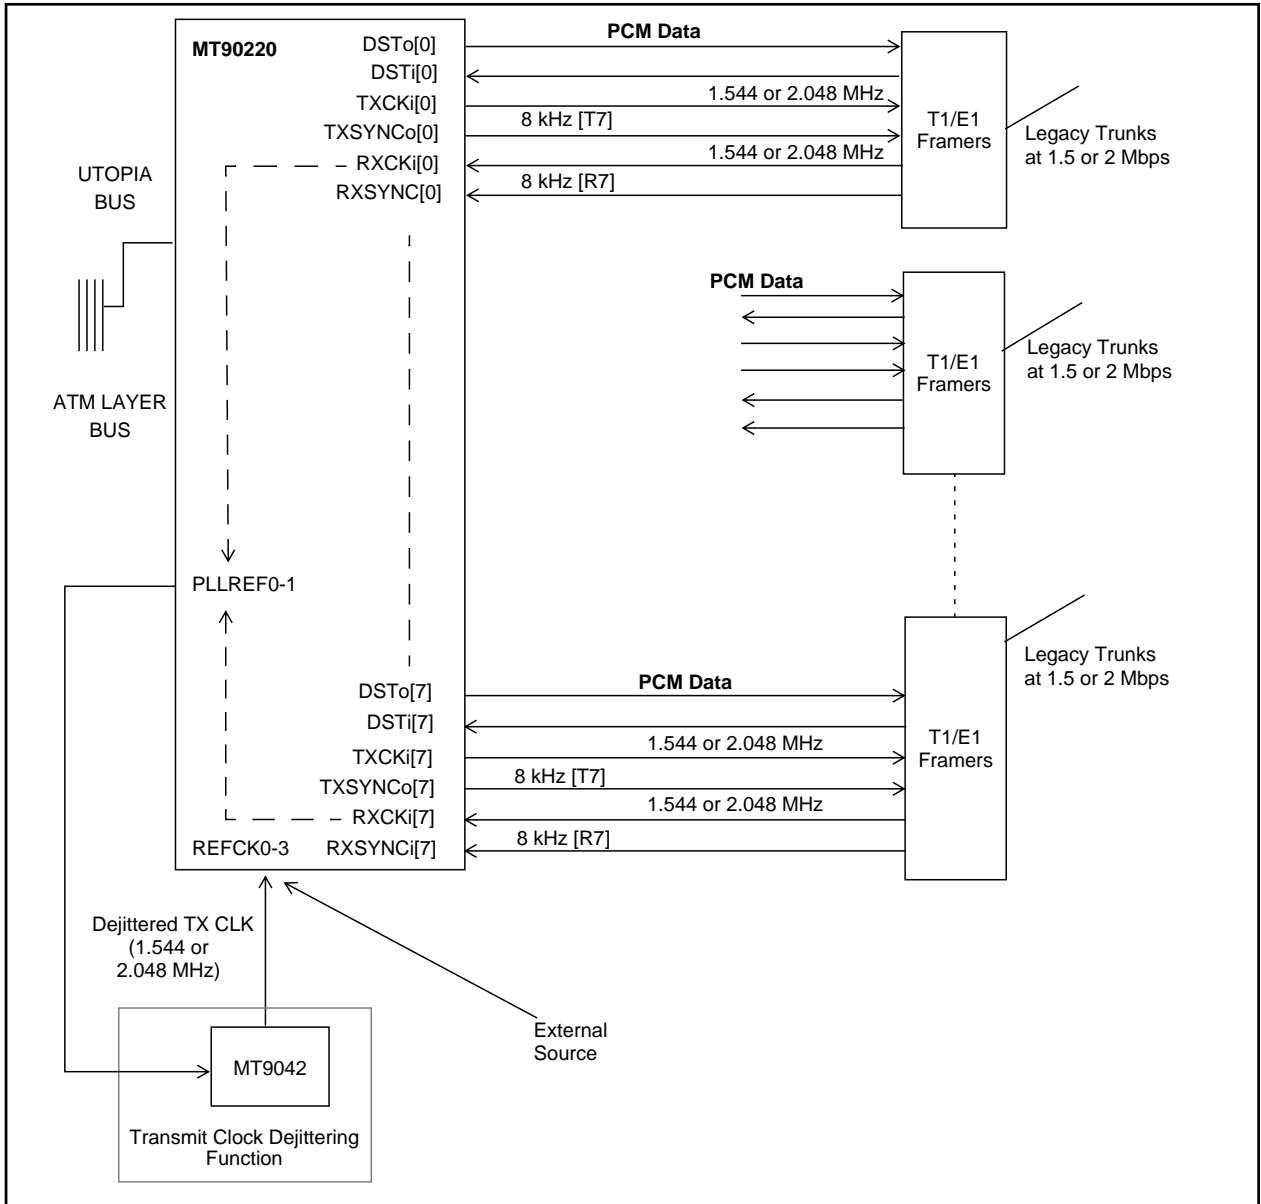 MT90220
DSTo[0]
DSTi[0]
TXCKi[0]
TXSYNCo[0]
RXCKi[0]
RXSYNC[0]
PCM Data
1.544 or 2.048 MHz
8 kHz [T7]
1.544 or 2.048 MHz
8 kHz [R7]
T1/E1
Framers
Legacy Trunks
at 1.5 or 2 Mbps
UTOPIA
BUS
ATM LAYER
BUS
PCM Data
T1/E1
Framers
Legacy Trunks
at 1.5 or 2 Mbps
PLLREF0-1
DSTo[7]
DSTi[7]
TXCKi[7]
TXSYNCo[7]
RXCKi[7]
REFCK0-3
RXSYNCi[7]
PCM Data
1.544 or 2.048 MHz
8 kHz [T7]
1.544 or 2.048 MHz
8 kHz [R7]
T1/E1
Framers
Legacy Trunks
at 1.5 or 2 Mbps
Dejittered TX CLK
(1.544 or
2.048 MHz)
External
Source
MT9042
Transmit Clock Dejittering
Function